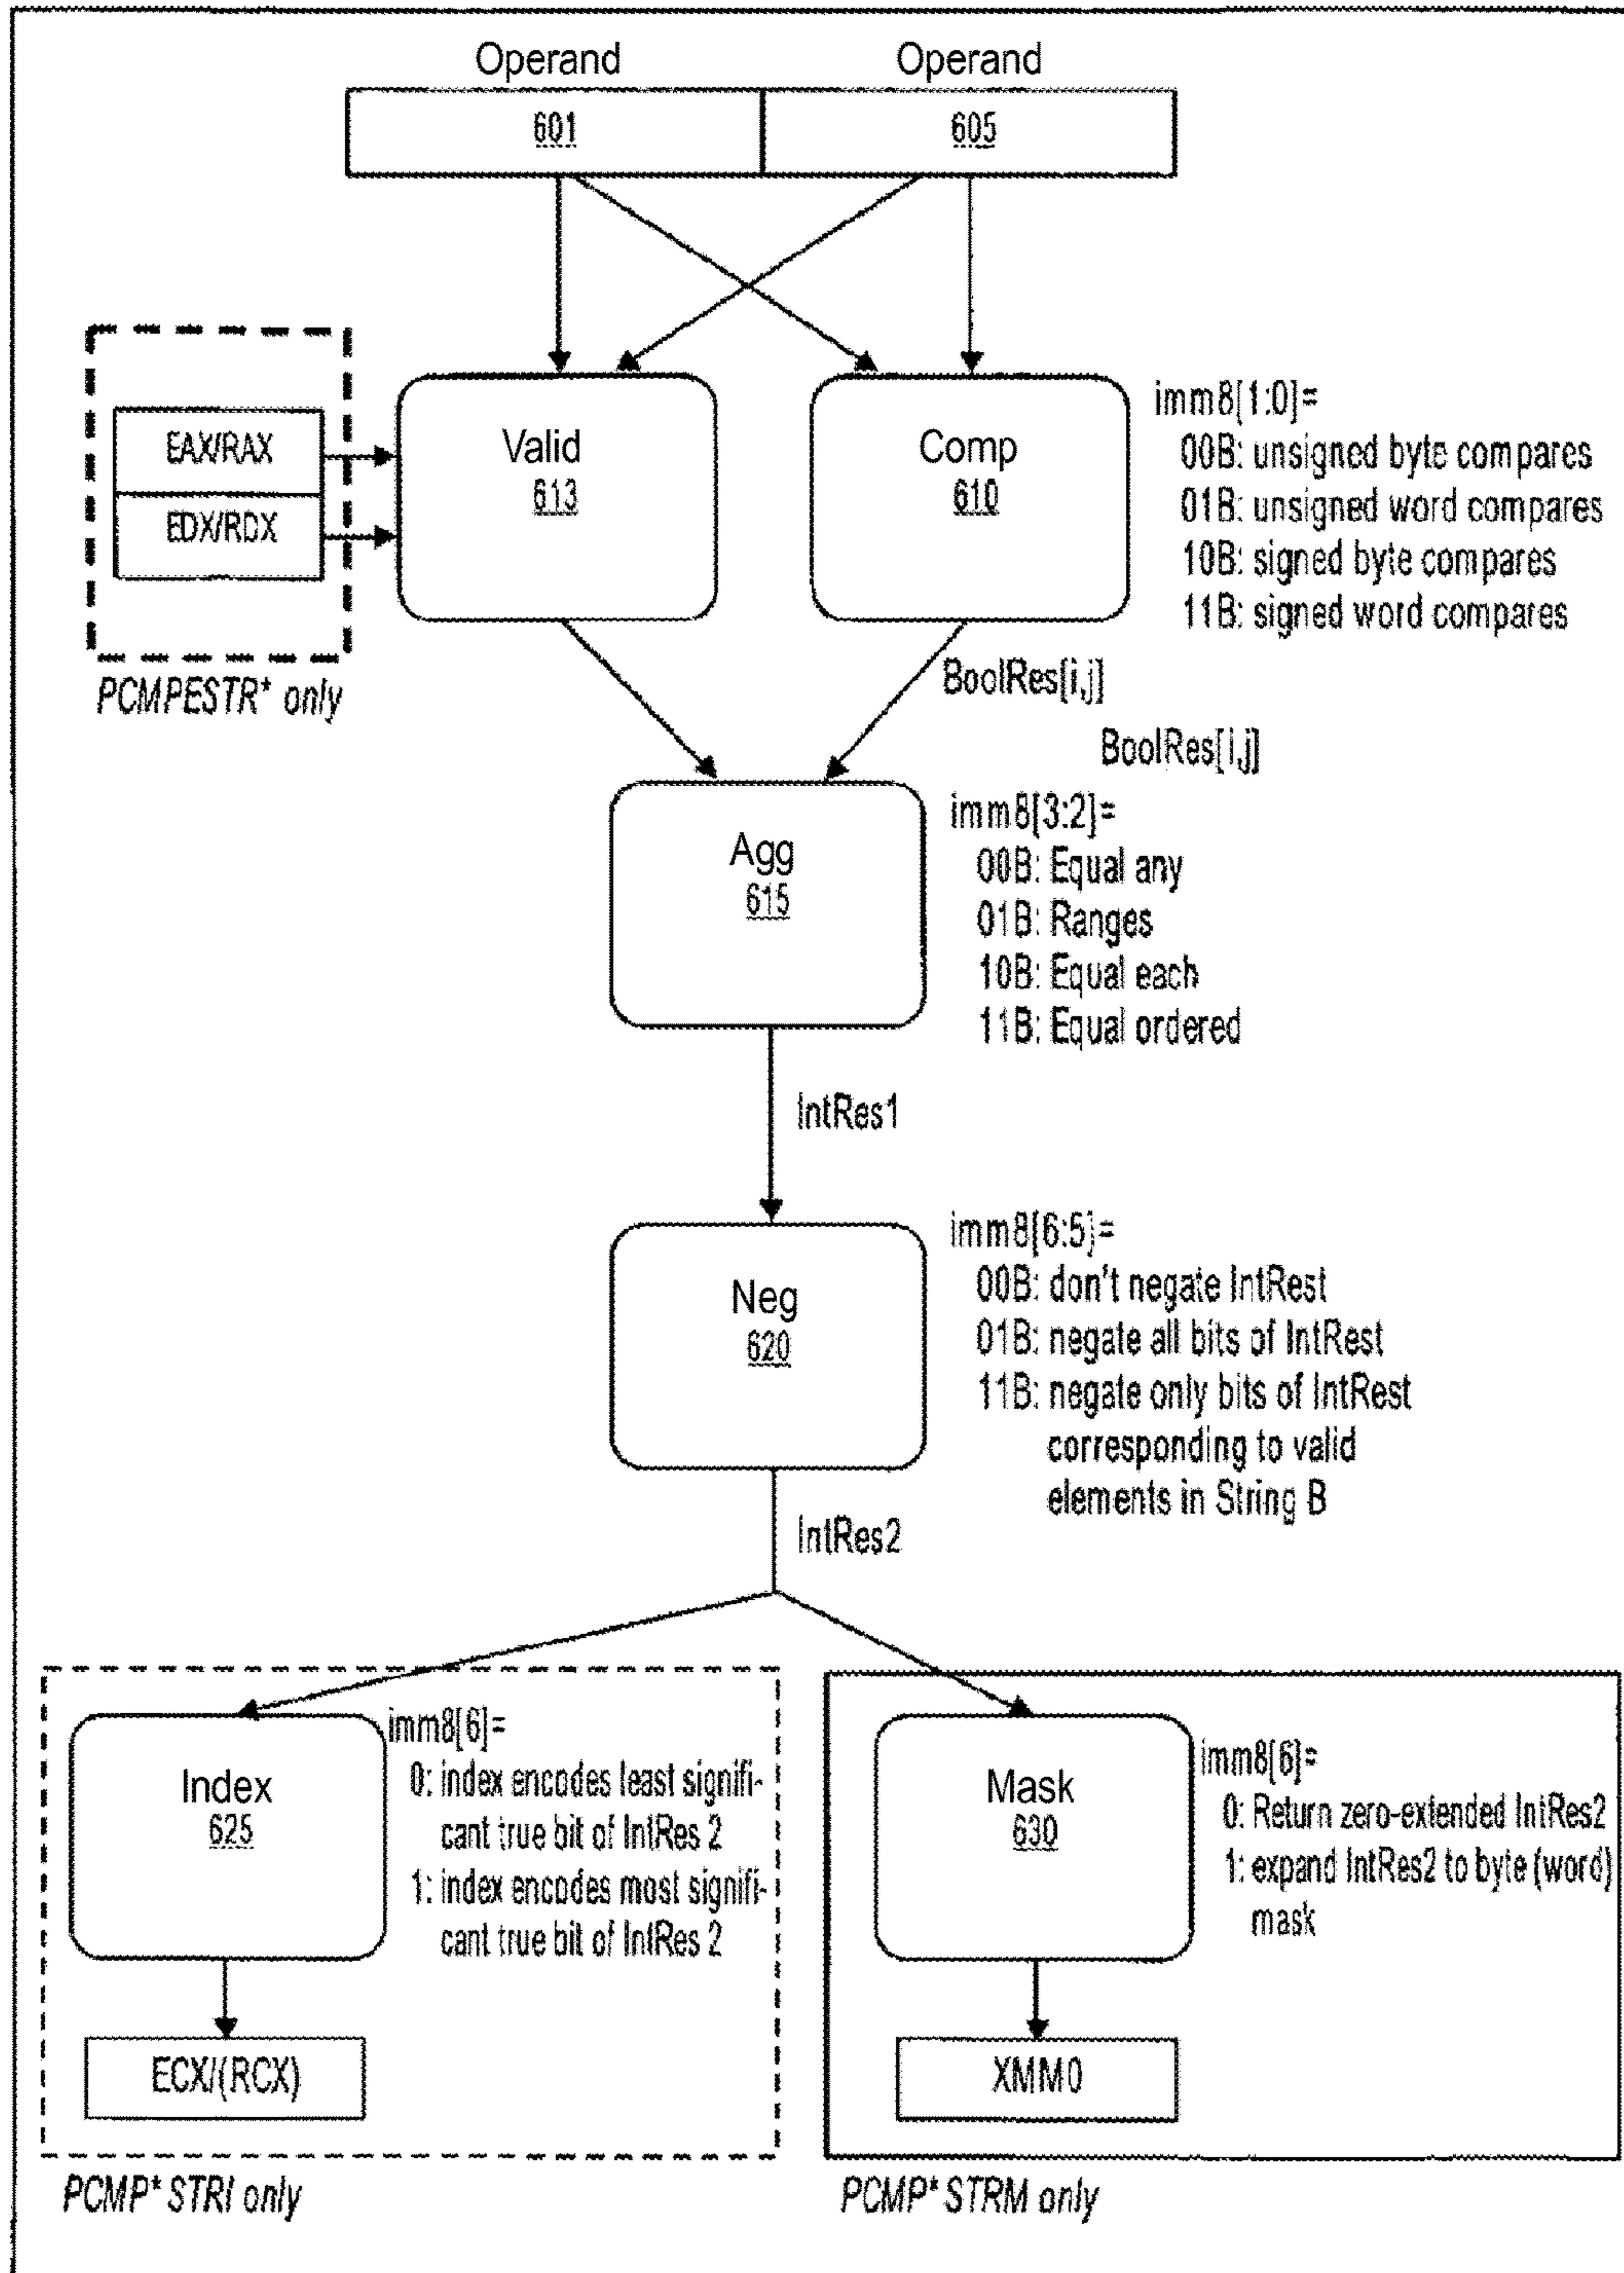 Operand Operand
601 605
EAX/RAX
EDX/RDX
PCMPESTR* only
Valid
613
Comp
610
imm8[1:0]=
00B: unsigned byte compares
01B: unsigned word compares
10B: signed byte compares
11B: signed word compares
BoolRes[i,j]
BoolRes[i,j]
Agg
615
imm8[3:2]=
00B: Equal any
01B: Ranges
10B: Equal each
11B: Equal ordered
IntRes1
Neg
620
imm8[6:5]=
00B: don't negate IntRest
01B: negate all bits of IntRest
11B: negate only bits of IntRest
corresponding to valid
elements in String B
IntRes2
Index
625
imm8[6]=
0: index encodes least signifi-
cant true bit of IntRes 2
1: index encodes most signifi-
cant true bit of IntRes 2
ECX/(RCX)
PCMP* STRI only
Mask
630
imm8[6]=
0: Return zero-extended IntRes2
1: expand IntRes2 to byte (word)
mask
XMM0
PCMP* STRM only